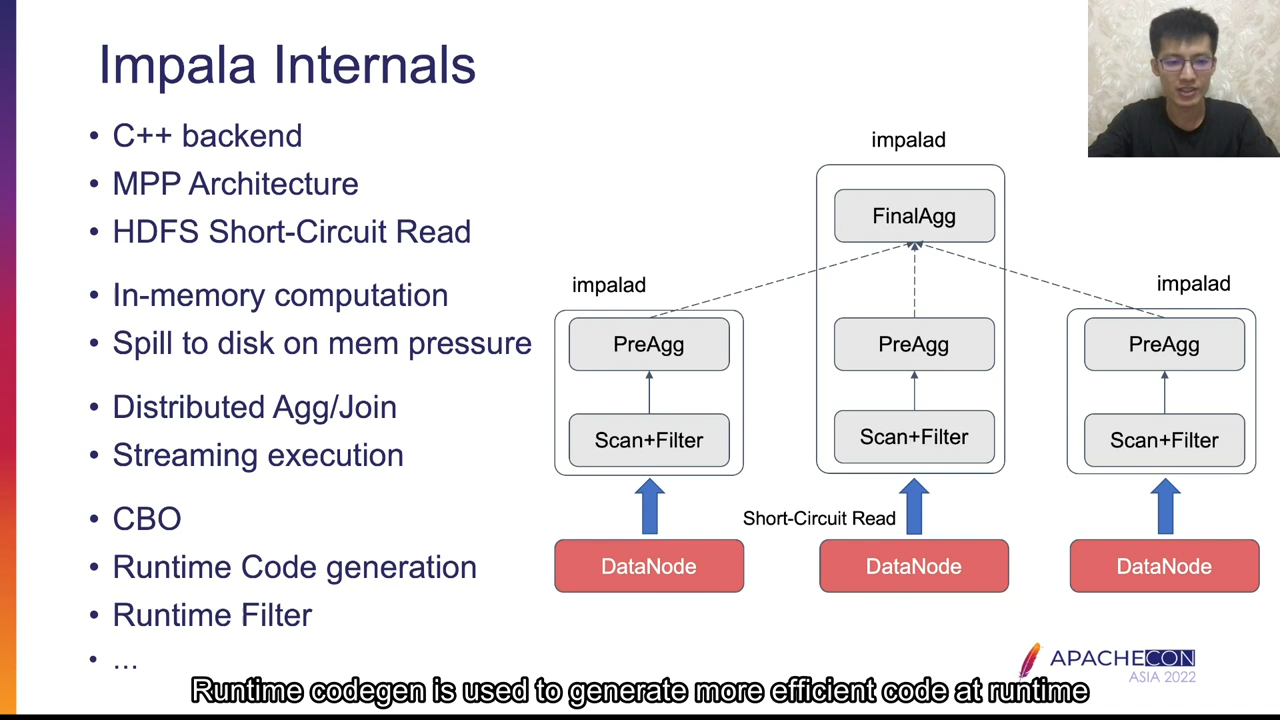 Impala Internals
• C++ backend
• MPP Architecture
• HDFS Short-Circuit Read
• In-memory computation
• Spill to disk on mem pressure
• Distributed Agg/Join
• Streaming execution
• CBO
• Runtime Code generation
• Runtime Filter
• ...
impalad
FinalAgg
impalad
impalad
PreAgg
PreAgg
PreAgg
Scan+Filter
Scan+Filter
Scan+Filter
Short-Circuit Read
DataNode
DataNode
DataNode
APACHECON
ASIA 2022
Runtime codegen is used to generate more efficient code at runtime